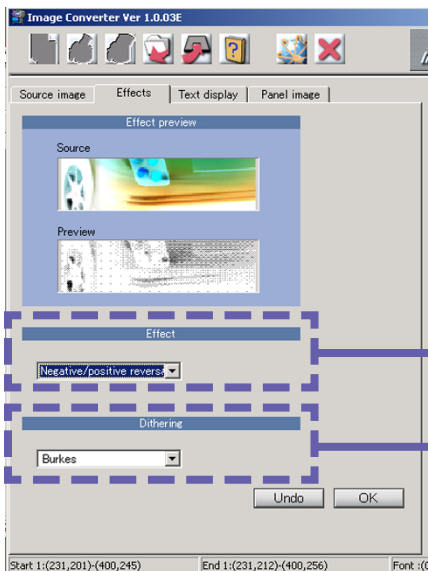 Image Converter Ver 1.0.03E
Source image Effects Text display Panel image
Effect preview
Source
Preview
Effect
Negative/positive revers
Dithering
Burkes
Undo OK
Start 1:(231,201)-(400,245) End 1:(231,212)-(400,256) Font :(